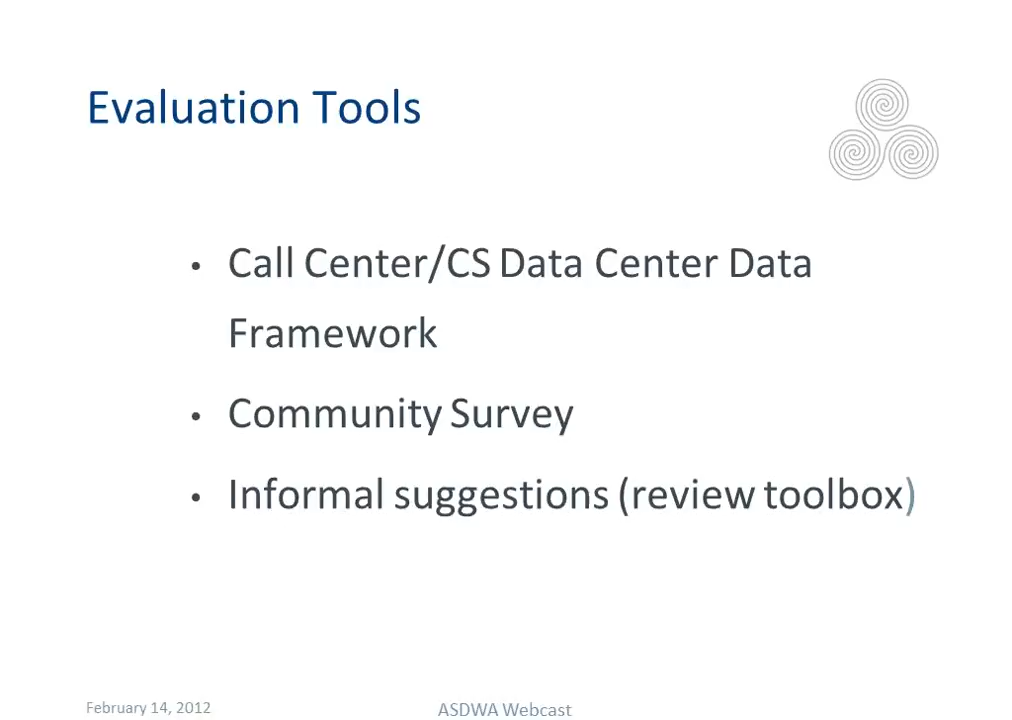 Evaluation Tools
• Call Center/CS Data Center Data
Framework
• Community Survey
• Informal suggestions (review toolbox)
February 14, 2012
ASDWA Webcast